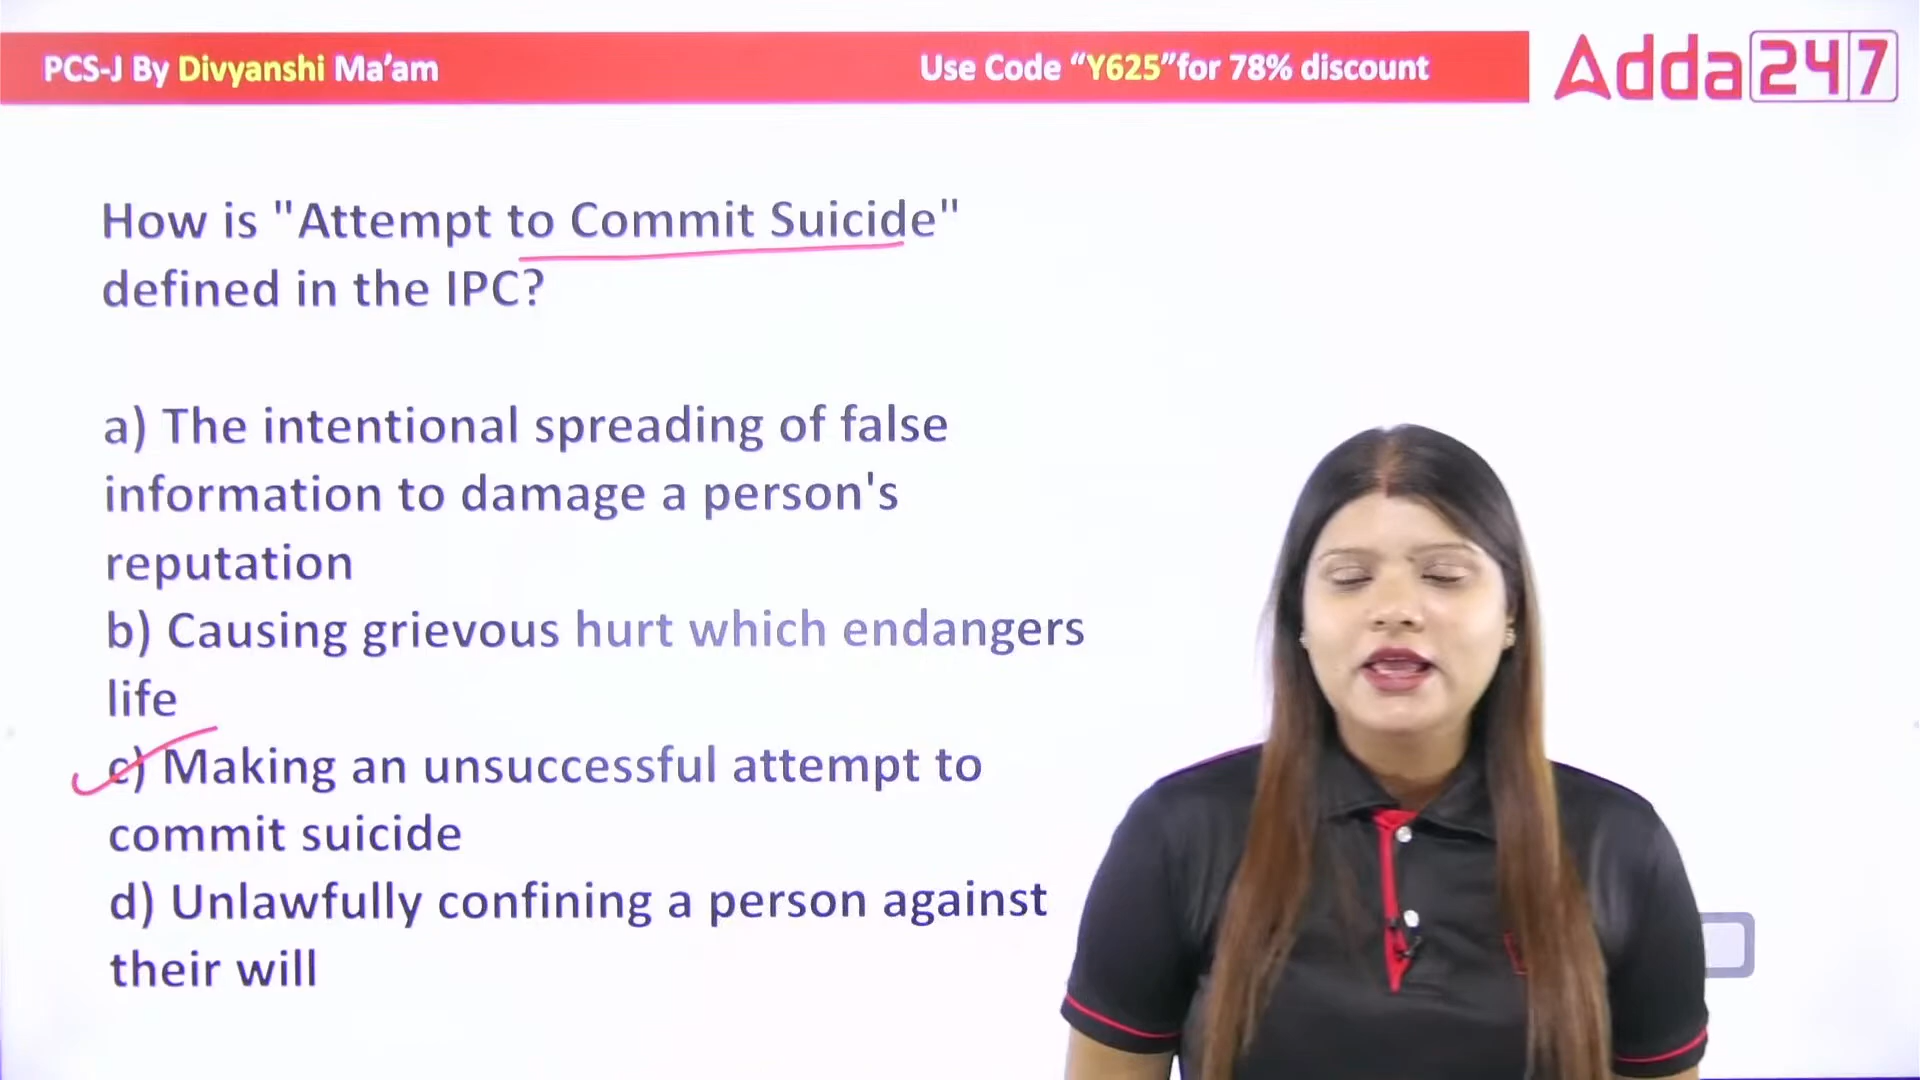 PCS-J By Divyanshi Ma’am
Use Code “Y625”for 78% discount
Adda247
How is "Attempt to Commit Suicide"
defined in the IPC?
a) The intentional spreading of false
information to damage a person's
reputation
b) Causing grievous hurt which endangers
life
c) Making an unsuccessful attempt to
commit suicide
d) Unlawfully confining a person against
their will